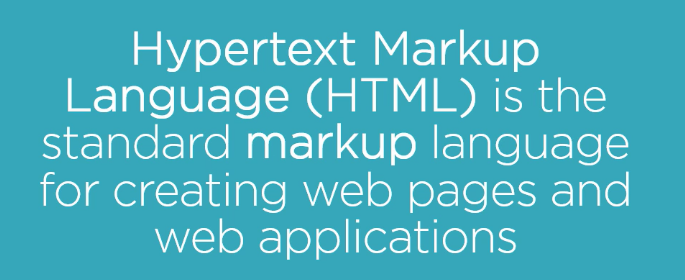 Hypertext Markup
Language (HTML) is the
standard markup language
for creating web pages and
web applications